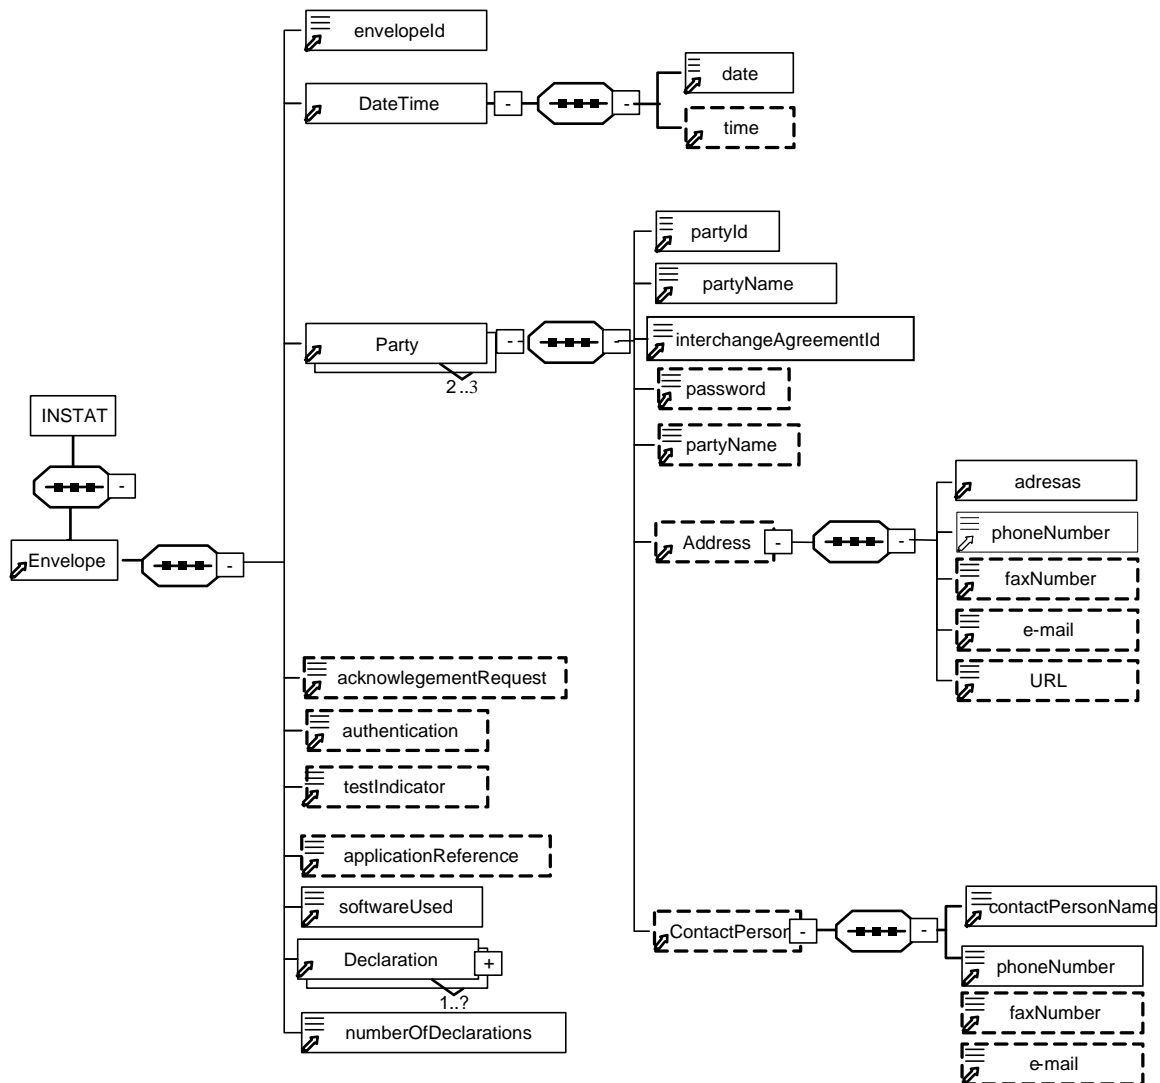 envelopeId
DateTime
-
-
date
time
partyId
partyName
Party
-
-
interchangeAgreementId
2..3
password
partyName
INSTAT
-
Envelope
-
Address
-
-
adresas
phoneNumber
faxNumber
e-mail
URL
acknowlegementRequest
authentication
testIndicator
applicationReference
softwareUsed
Declaration
+
1..?
numberOfDeclarations
ContactPerson
-
-
contactPersonName
phoneNumber
faxNumber
e-mail